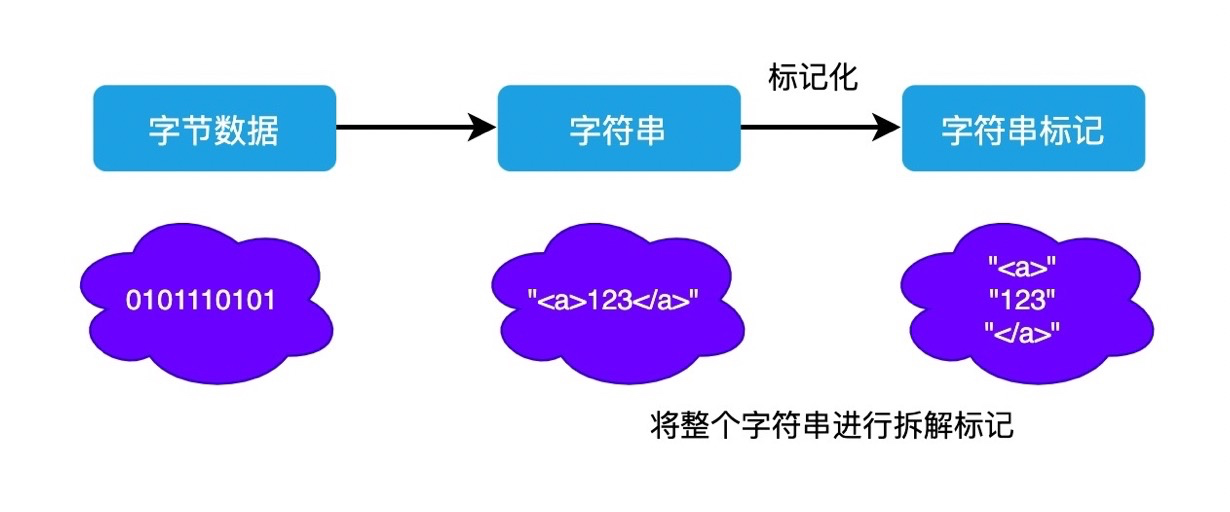 标记化
字节数据
字符串
字符串标记
0101110101
"<a>123</a>"
"<a>"
"123"
"</a>"
将整个字符串进行拆解标记